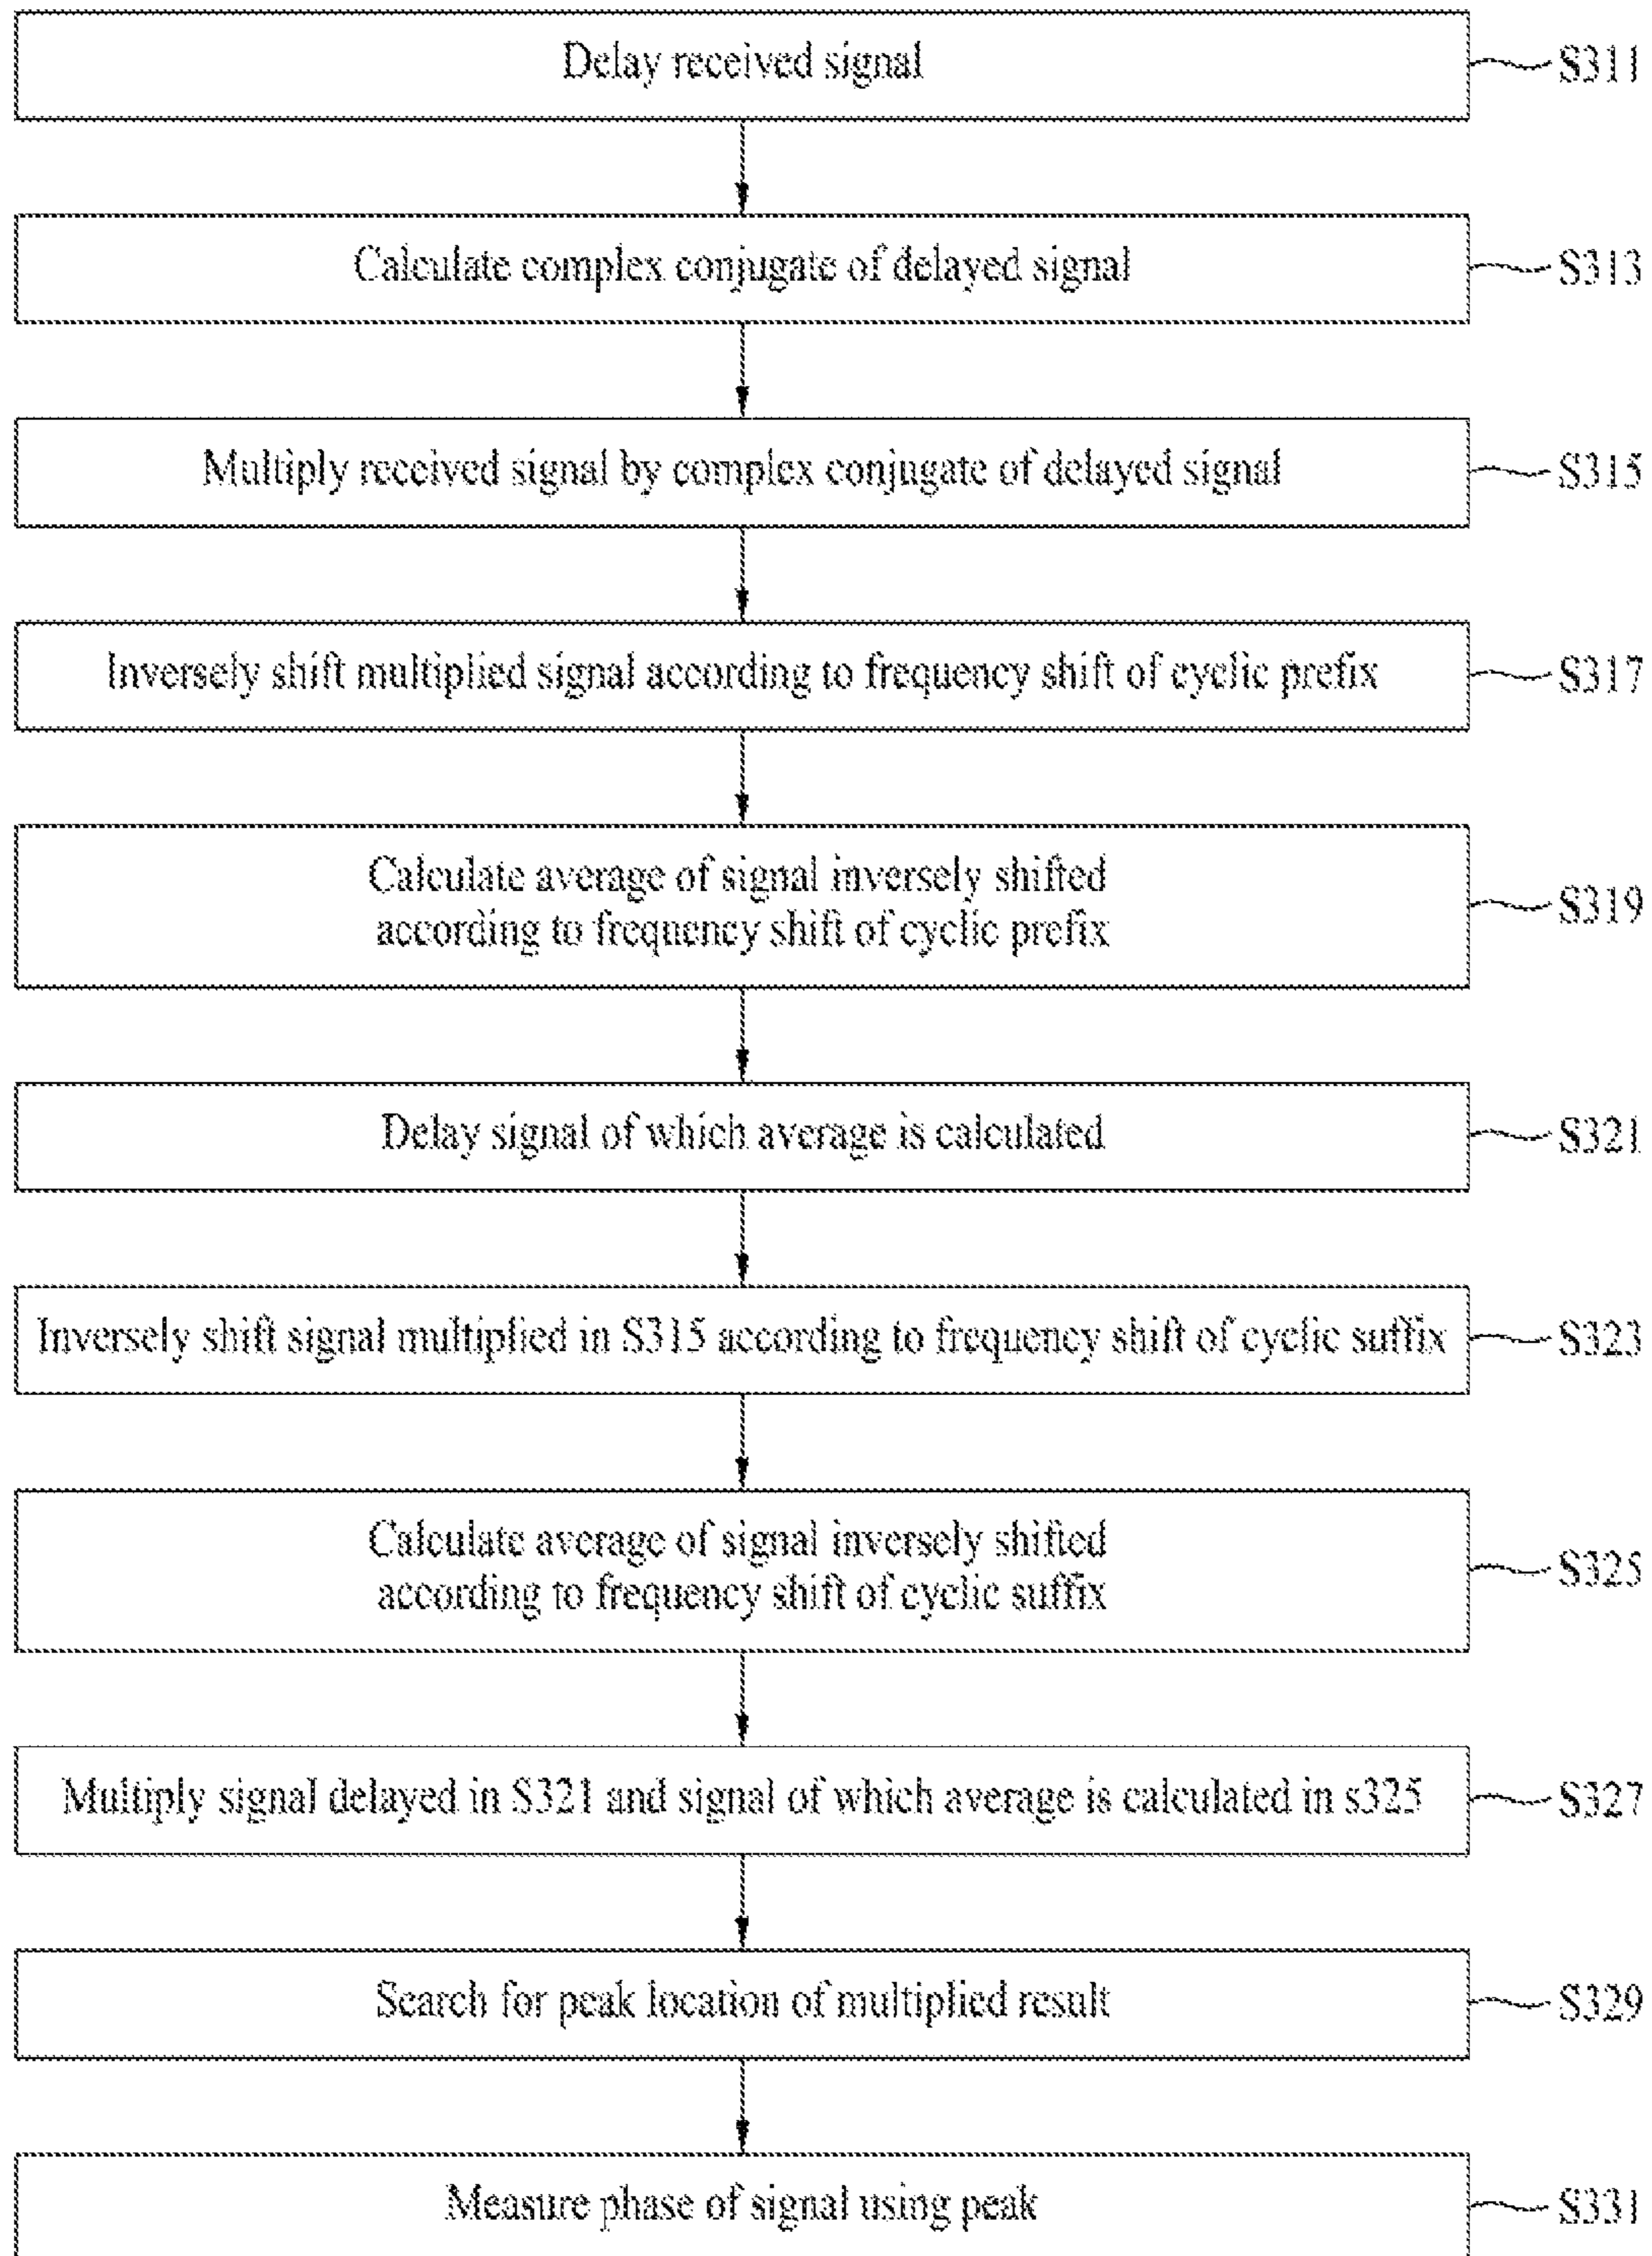 Delay received signal
S311
Calculate complex conjugate of delayed signal
S313
Multiply received signal by complex conjugate of delayed signal
S315
Inversely shift multiplied signal according to frequency shift of cyclic prefix
S317
Calculate average of signal inversely shifted
according to frequency shift of cyclic prefix
S319
Delay signal of which average is calculated
S321
Inversely shift signal multiplied in S315 according to frequency shift of cyclic suffix
S323
Calculate average of signal inversely shifted
according to frequency shift of cyclic suffix
S325
Multiply signal delayed in S321 and signal of which average is calculated in s325
S327
Search for peak location of multiplied result
S329
Measure phase of signal using peak
S331